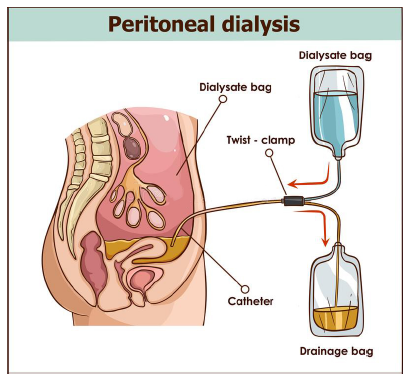 Peritoneal dialysis
Dialysate bag
Dialysate bag
Twist - clamp
Catheter
Drainage bag